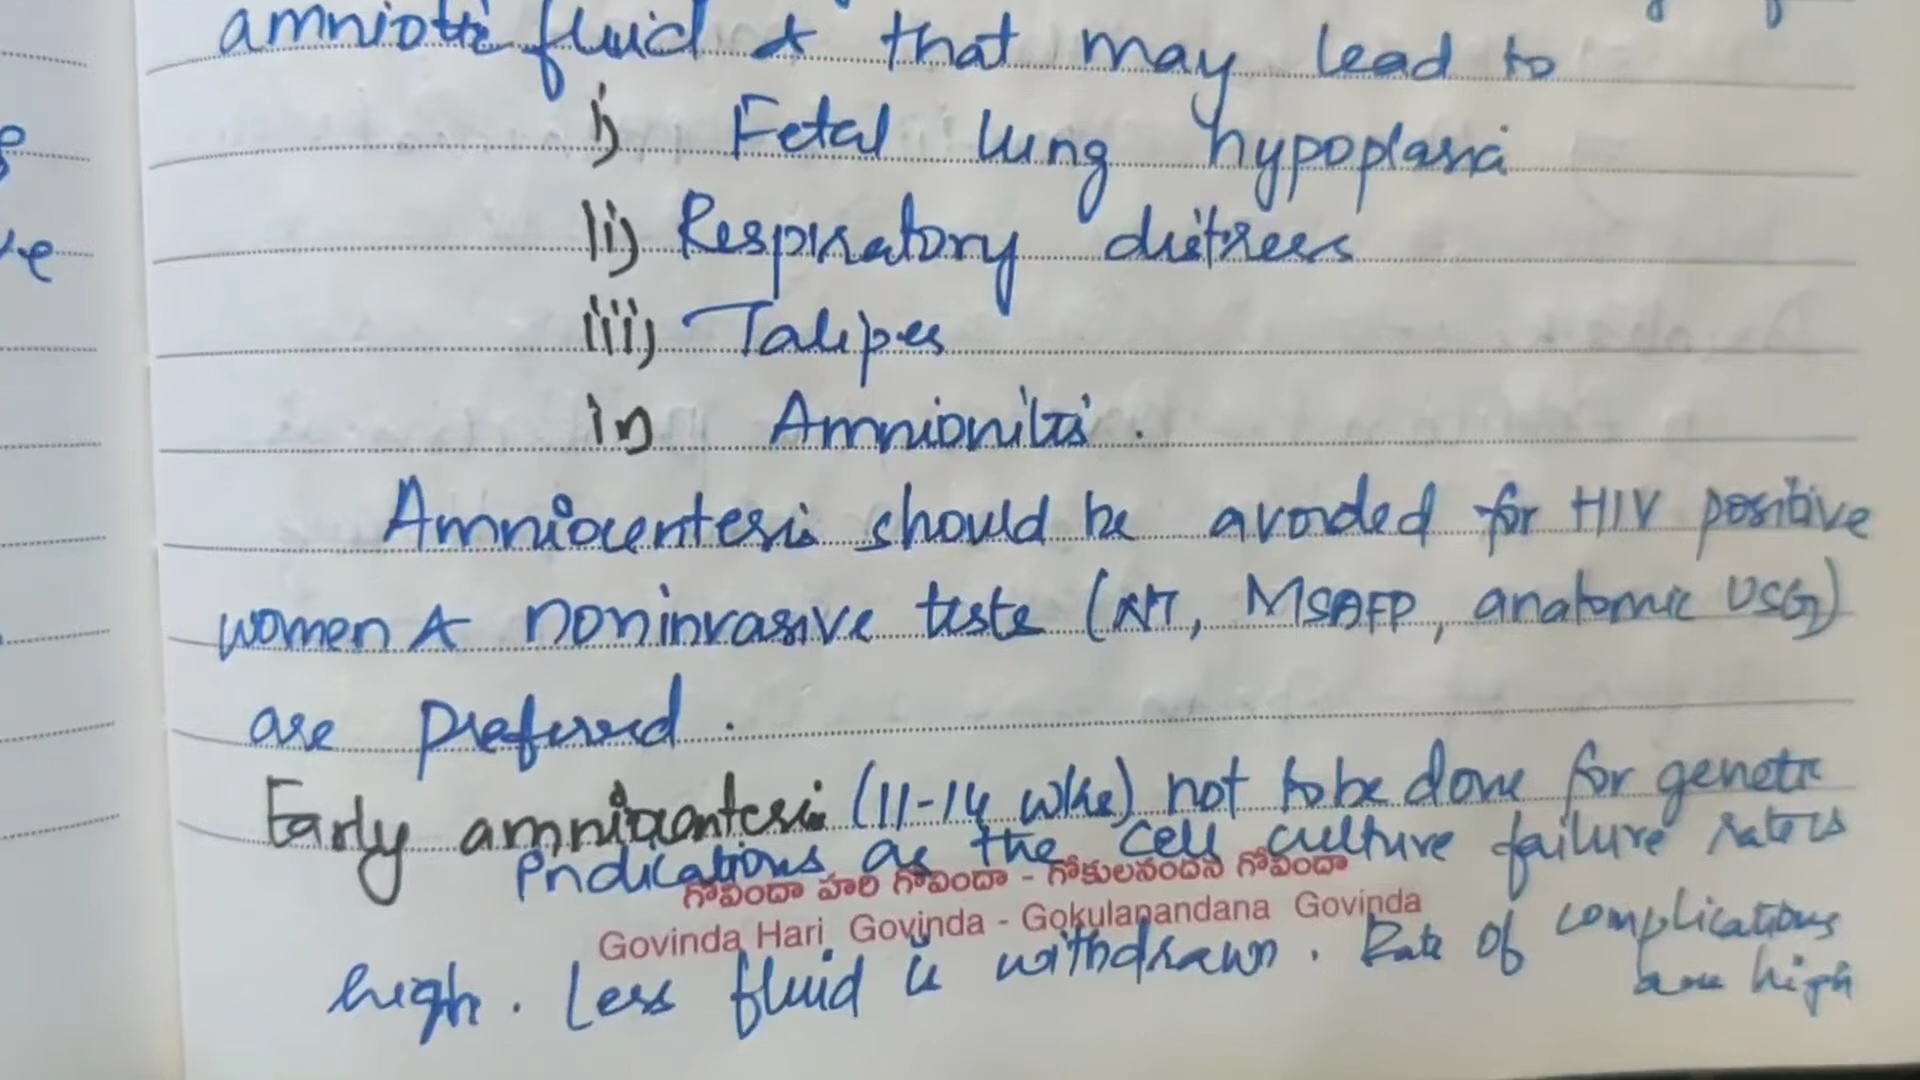 amniotic fluid & that may lead to
i) Fetal lung hypoplasia
ii) Respiratory distress
iii) Talipes
iv) Amnionitis.
Amniocentesis should be avoided for HIV positive
women & noninvasive tests (NT, MSAFP, anatomic USG)
are preferred.
Early amniocentesis (11-14 wks) not to be done for genetic
indications as the cell culture failure rate is
గోవిందా హరి గోవిందా - గోకులనందన గోవిందా
Govinda Hari Govinda - Gokulanandana Govinda
high. Less fluid is withdrawn. Rate of complications
are high